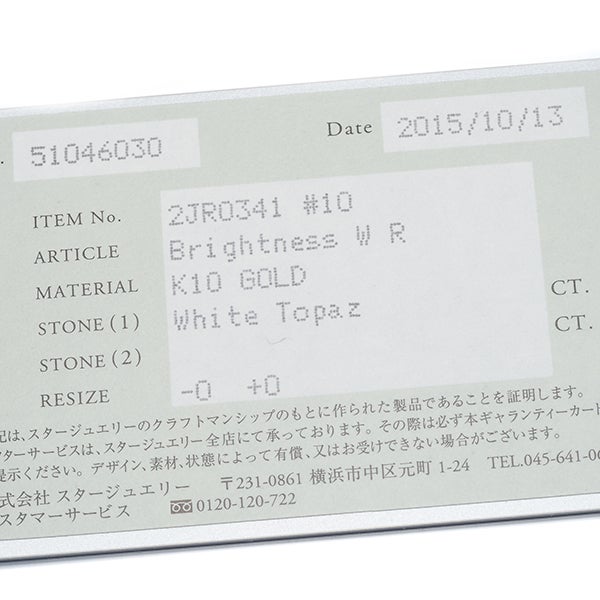 51046030 Date 2015/10/13
ITEM No. 2JR0341 #10
ARTICLE Brightness W R
MATERIAL K10 GOLD
STONE (1) White Topaz CT.
STONE (2) CT.
RESIZE -0 +0
記は、スタージュエリーのクラフトマンシップのもとに作られた製品であることを証明します。
ターサービスは、スタージュエリー全店にて承っております。その際は必ず本ギャランティーカード
提示ください。デザイン、素材、状態によって有償、又はお受けできない場合がございます。
式会社 スタージュエリー 〒231-0861 横浜市中区元町 1-24 TEL.045-641-0
スタマーサービス 0120-120-722